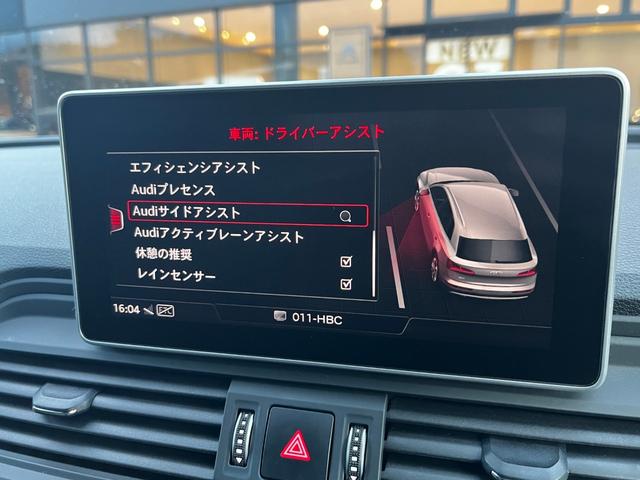 NEW
車両: ドライバーアシスト
エフィシェンシアシスト
Audiプレセンス
Audiサイドアシスト
Audiアクティブレーンアシスト
休憩の推奨
レインセンサー
16:04 ETC
011-HBC